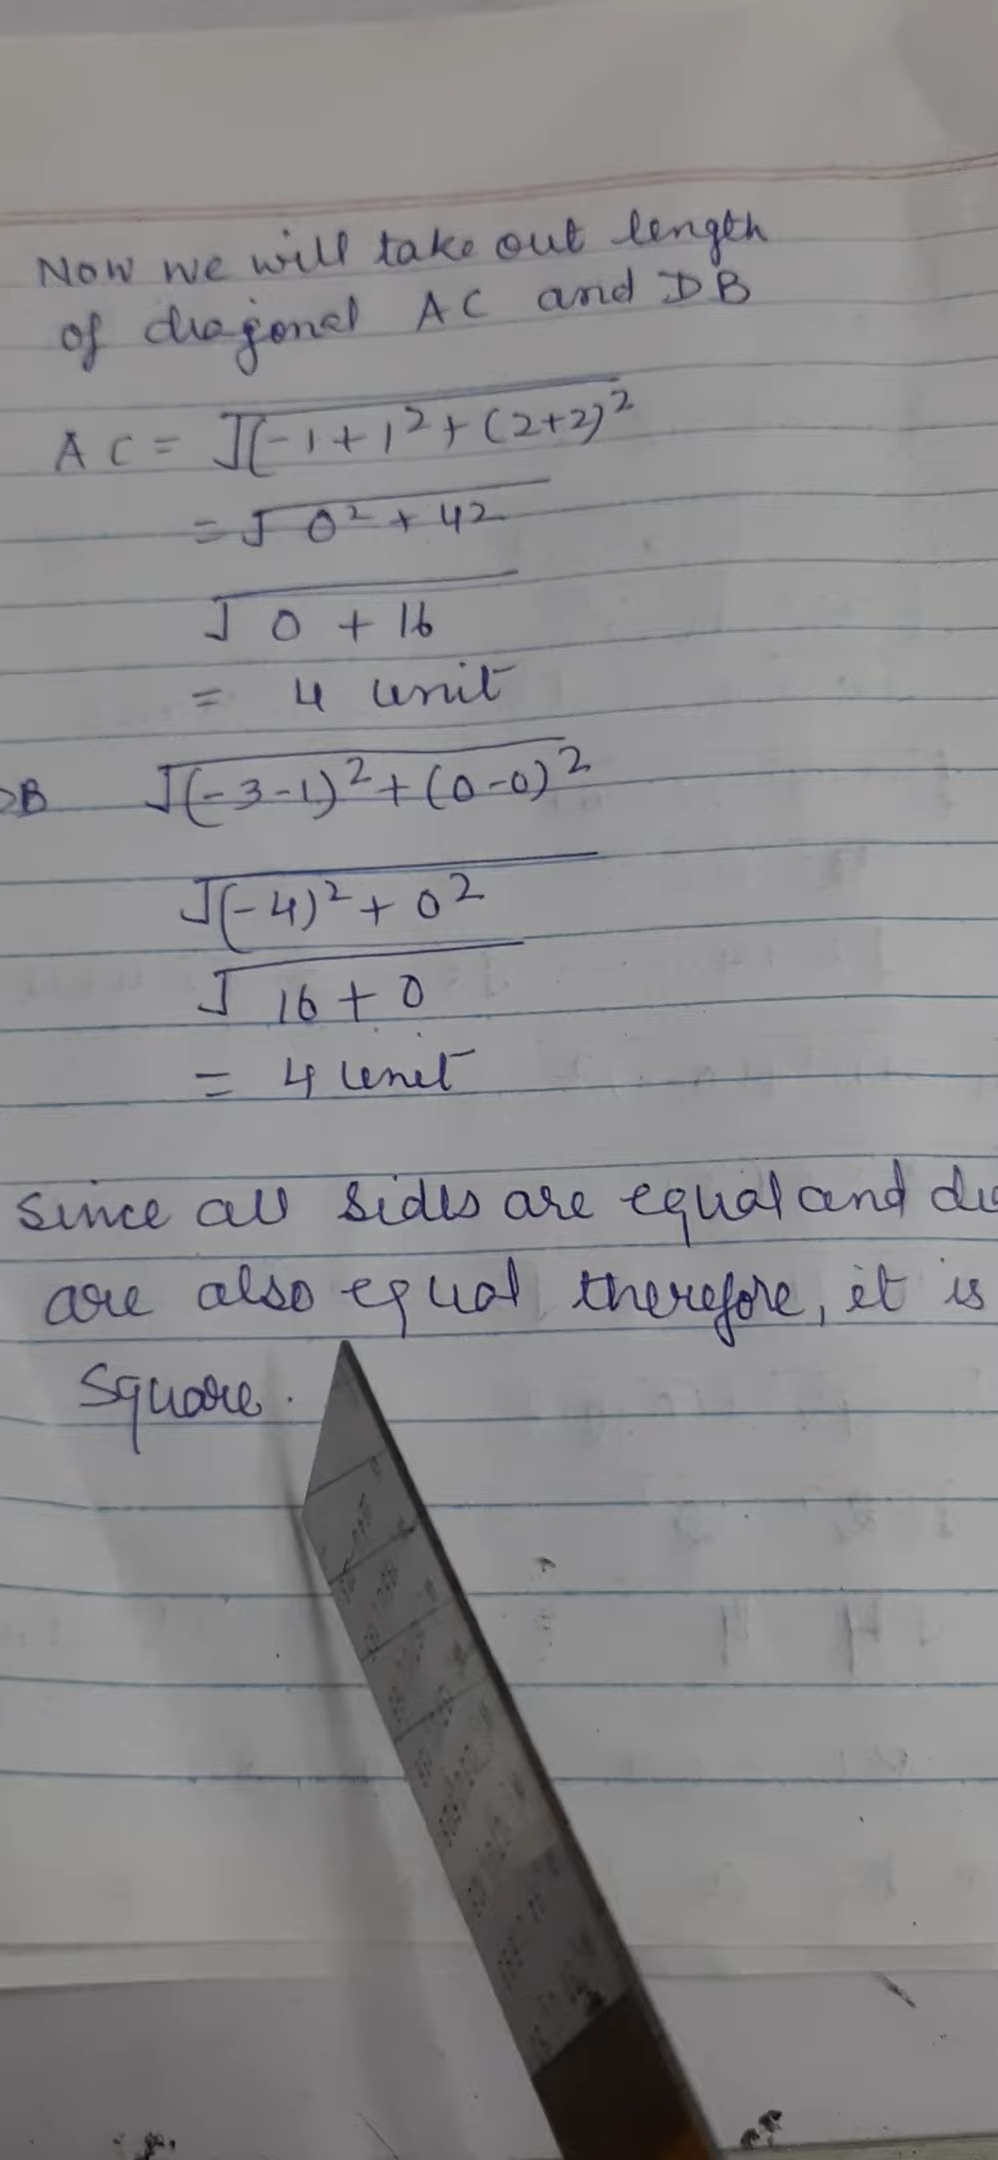 Now we will take out length
of diagonal AC and DB
AC = √(-1+1²+(2+2)²
= √0²+42
√0+16
= 4 unit
DB √(-3-1)²+(0-0)²
√(-4)²+0²
√16+0
= 4 unit
Since all sides are equal and di
are also equal therefore, it is
Square.